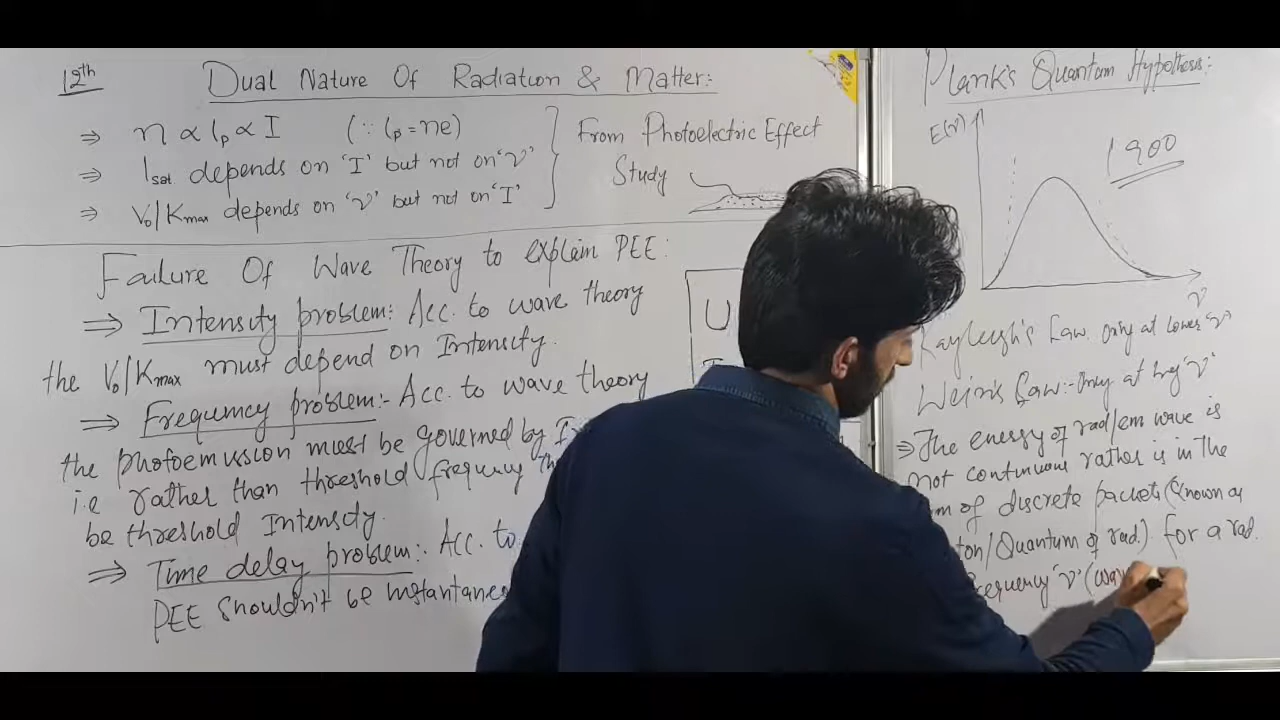 12th
Dual Nature Of Radiation & Matter:
⇒ n ∝ ip ∝ I (∵ ip = ne)
⇒ Isat. depends on 'I' but not on 'ν'
⇒ V₀/Kmax depends on 'ν' but not on 'I'
From Photoelectric Effect
Study
Failure Of Wave Theory to explain PEE:
⇒ Intensity problem: Acc. to wave theory
the V₀/Kmax must depend on Intensity.
⇒ Frequency problem:- Acc. to wave theory
the photoemission must be governed by
i.e rather than threshold frequency
be threshold Intensity.
⇒ Time delay problem:. Acc. to
PEE shouldn't be
U
Plank's Quantum Hypothesis:
E(ν)
1900
ν
Rayleigh's Law. only at lower 'ν'
Wein's Law:- only at 'ν'
⇒ The energy of rad/em wave is
not continuous rather is in the
of discrete packets (known as
/Quantum of rad.) for a rad.
'ν' (